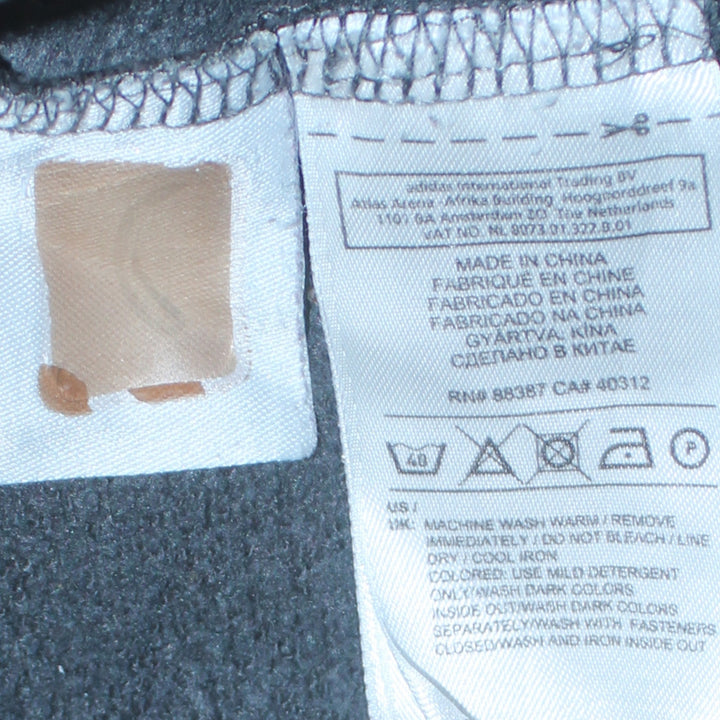 adidas International Trading BV
Atlas Arena - Afrika Building, Hoogoorddreef 9a
1101 BA Amsterdam ZO The Netherlands
VAT NO. NL 8073.01.327.B.01
MADE IN CHINA
FABRIQUÉ EN CHINE
FABRICADO EN CHINA
FABRICADO NA CHINA
GYÁRTVA, KÍNA
СДЕЛАНО В КИТАЕ
RN# 88387 CA# 40312
40
P
US /
UK: MACHINE WASH WARM / REMOVE
IMMEDIATELY / DO NOT BLEACH / LINE
DRY / COOL IRON
COLORED: USE MILD DETERGENT
ONLY/WASH DARK COLORS
INSIDE OUT/WASH DARK COLORS
SEPARATELY/WASH WITH FASTENERS
CLOSED/WASH AND IRON INSIDE OUT